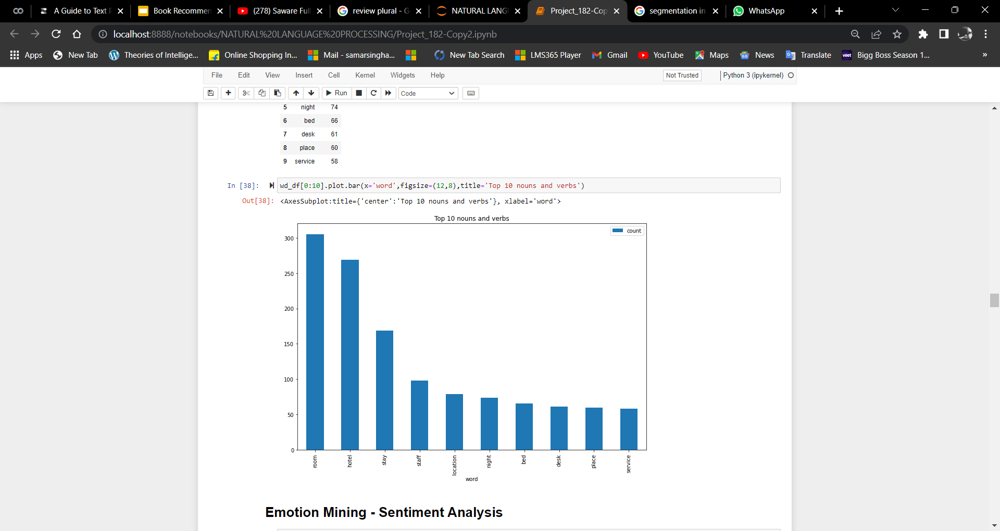 A Guide to Text P
Book Recommen
(278) Saware Full
review plural - G
NATURAL LANGU
Project_182-Cop
segmentation in
WhatsApp
localhost:8888/notebooks/NATURAL%20LANGUAGE%20PROCESSING/Project_182-Copy2.ipynb
Apps
New Tab
Theories of Intellige...
Online Shopping In...
Mail - samarsingha...
New Tab Search
LMS365 Player
Gmail
YouTube
Maps
News
Translate
voot
Bigg Boss Season 1...
»
File Edit View Insert Cell Kernel Widgets Help
Not Trusted
Python 3 (ipykernel)
Run
Code
5 night 74
6 bed 66
7 desk 61
8 place 60
9 service 58
In [38]: wd_df[0:10].plot.bar(x='word',figsize=(12,8),title='Top 10 nouns and verbs')
Out[38]: <AxesSubplot:title={'center':'Top 10 nouns and verbs'}, xlabel='word'>
Top 10 nouns and verbs
count
300
250
200
150
100
50
0
room
hotel
stay
staff
location
night
bed
desk
place
service
word
Emotion Mining - Sentiment Analysis